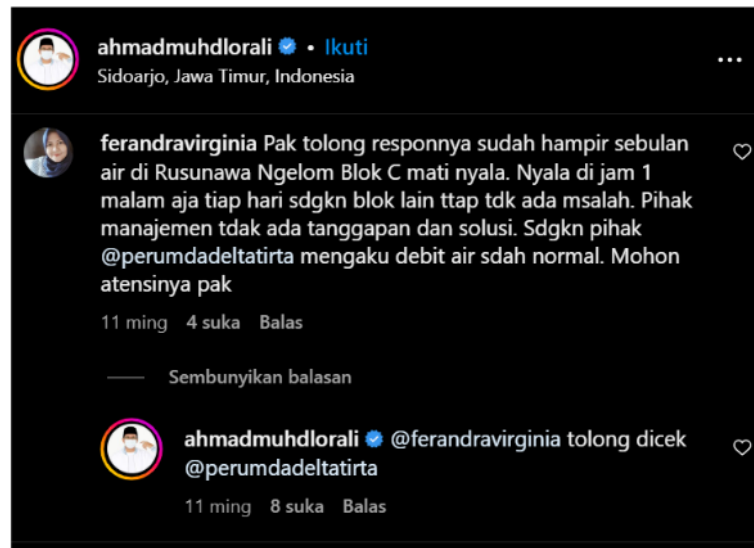 ahmadmuhdlorali • Ikuti
Sidoarjo, Jawa Timur, Indonesia
ferandravirginia Pak tolong responnya sudah hampir sebulan
air di Rusunawa Ngelom Blok C mati nyala. Nyala di jam 1
malam aja tiap hari sdgkn blok lain ttap tdk ada msalah. Pihak
manajemen tdak ada tanggapan dan solusi. Sdgkn pihak
@perumdadeltatirta mengaku debit air sdah normal. Mohon
atensinya pak
11 ming 4 suka Balas
Sembunyikan balasan
ahmadmuhdlorali @ferandravirginia tolong dicek
@perumdadeltatirta
11 ming 8 suka Balas